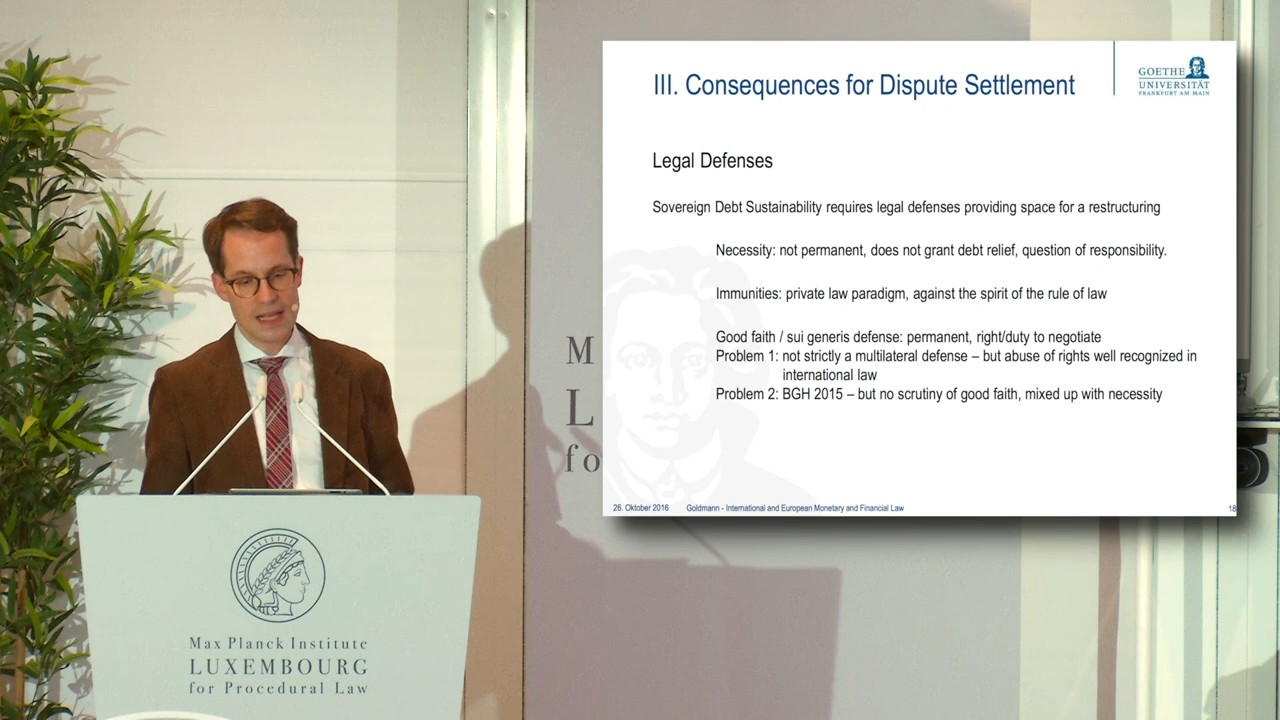 III. Consequences for Dispute Settlement
GOETHE
UNIVERSITÄT
FRANKFURT AM MAIN
Legal Defenses
Sovereign Debt Sustainability requires legal defenses providing space for a restructuring
Necessity: not permanent, does not grant debt relief, question of responsibility.
Immunities: private law paradigm, against the spirit of the rule of law
Good faith / sui generis defense: permanent, right/duty to negotiate
Problem 1: not strictly a multilateral defense – but abuse of rights well recognized in
international law
Problem 2: BGH 2015 – but no scrutiny of good faith, mixed up with necessity
26. Oktober 2016 Goldmann - International and European Monetary and Financial Law 18
M
L
fo
Max Planck Institute
LUXEMBOURG
for Procedural Law